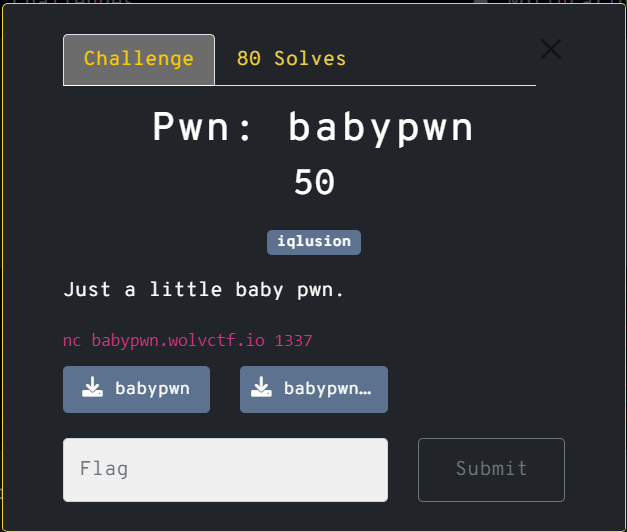 Challenge 80 Solves
Pwn: babypwn
50
iqlusion
Just a little baby pwn.
nc babypwn.wolvctf.io 1337
babypwn babypwn…
Flag Submit